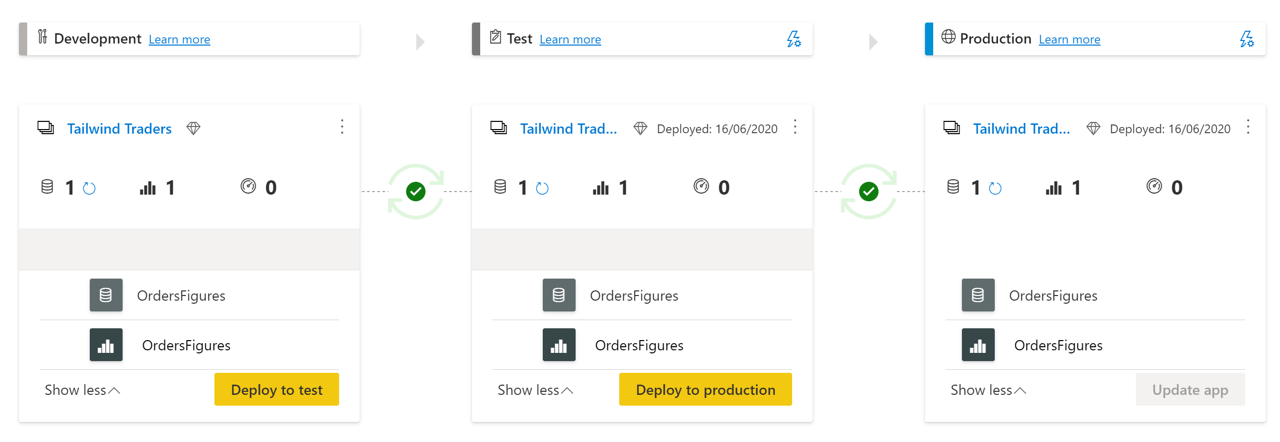 Development Learn more
Test Learn more
Production Learn more
Tailwind Traders
1 1 0
OrdersFigures
OrdersFigures
Show less Deploy to test
Tailwind Trad... Deployed: 16/06/2020
1 1 0
OrdersFigures
OrdersFigures
Show less Deploy to production
Tailwind Trad... Deployed: 16/06/2020
1 1 0
OrdersFigures
OrdersFigures
Show less Update app